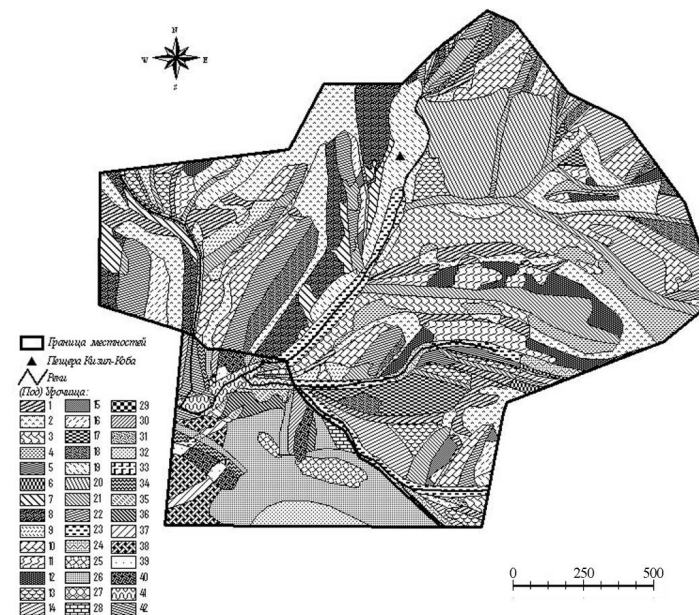 N
W E
S
Граница местностей
Пещера Кизил-Коба
Реки
(Под) Урочища:
1 15 29
2 16 30
3 17 31
4 18 32
5 19 33
6 20 34
7 21 35
8 22 36
9 23 37
10 24 38
11 25 39
12 26 40
13 27 41
14 28 42
0 250 500